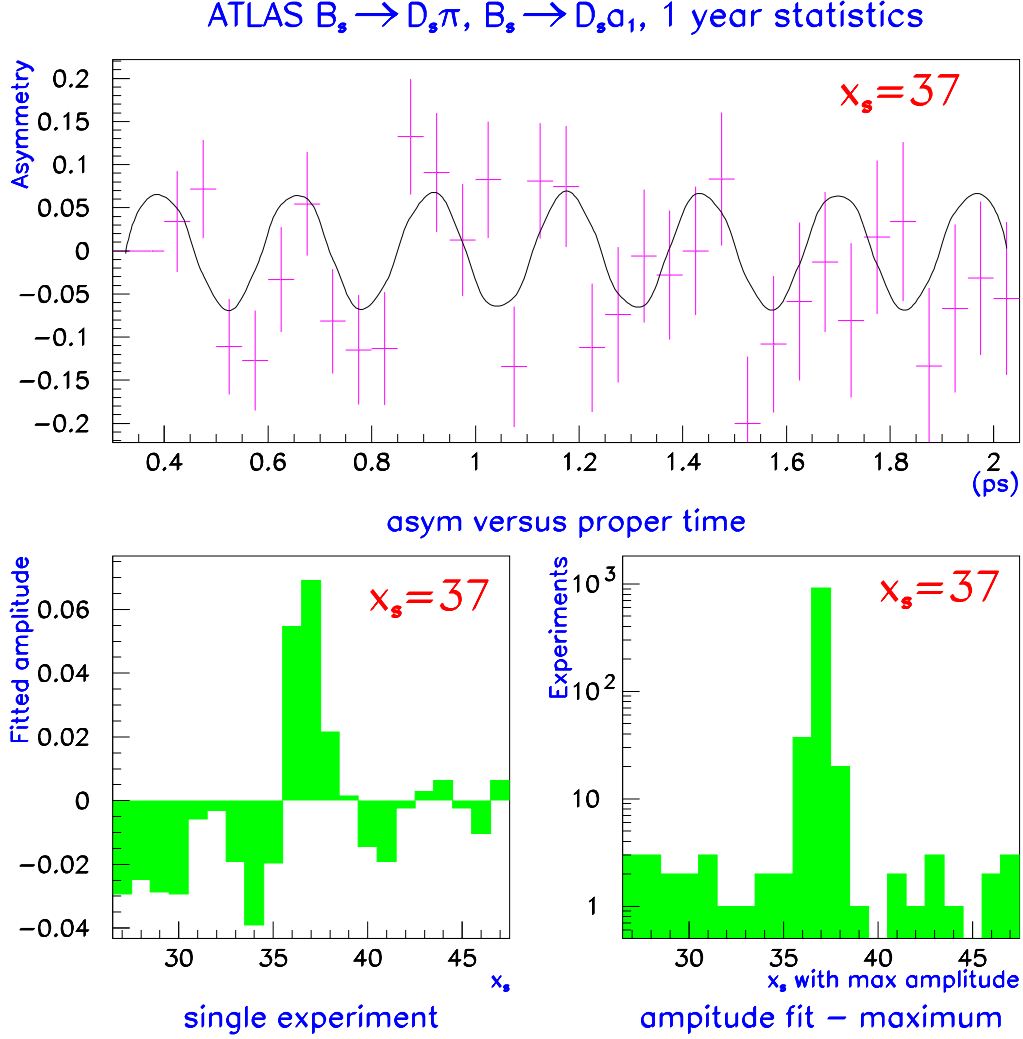 ATLAS Bₛ → Dₛπ, Bₛ → Dₛa₁, 1 year statistics
Asymmetry
xₛ=37
0.2
0.15
0.1
0.05
0
−0.05
−0.1
−0.15
−0.2
0.4 0.6 0.8 1 1.2 1.4 1.6 1.8 2
(ps)
asym versus proper time
Fitted amplitude
xₛ=37
0.06
0.04
0.02
0
−0.02
−0.04
30 35 40 45
xₛ
single experiment
Experiments
xₛ=37
10³
10²
10
1
30 35 40 45
xₛ with max amplitude
ampitude fit − maximum